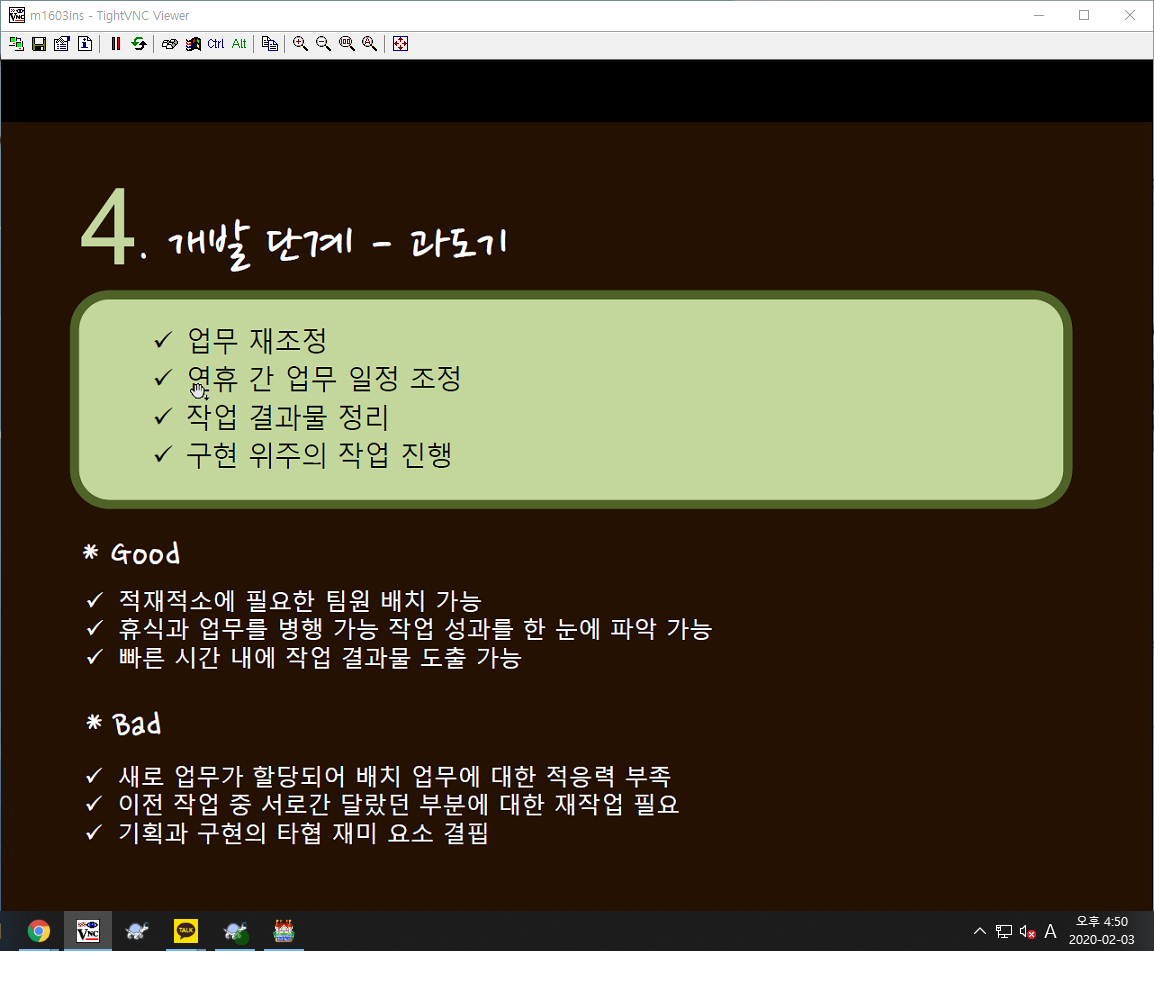 m1603ins - TightVNC Viewer
Ctrl Alt
4. 개발 단계 - 과도기
✓ 업무 재조정
✓ 연휴 간 업무 일정 조정
✓ 작업 결과물 정리
✓ 구현 위주의 작업 진행
* Good
✓ 적재적소에 필요한 팀원 배치 가능
✓ 휴식과 업무를 병행 가능 작업 성과를 한 눈에 파악 가능
✓ 빠른 시간 내에 작업 결과물 도출 가능
* Bad
✓ 새로 업무가 할당되어 배치 업무에 대한 적응력 부족
✓ 이전 작업 중 서로간 달랐던 부분에 대한 재작업 필요
✓ 기획과 구현의 타협 재미 요소 결핍
VNC
TALK
A
오후 4:50
2020-02-03